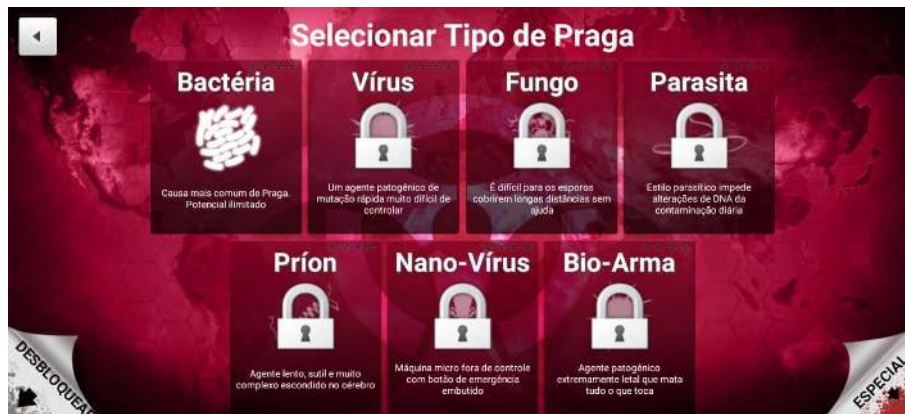 Selecionar Tipo de Praga
Bactéria
Causa mais comum de Praga.
Potencial ilimitado
Vírus
Um agente patogênico de
mutação rápida muito difícil de
controlar
Fungo
É difícil para os esporos
cobrirem longas distâncias sem
ajuda
Parasita
Estilo parasítico impede
alterações de DNA da
contaminação diária
Príon
Agente lento, sutil e muito
complexo escondido no cérebro
Nano-Vírus
Máquina micro fora de controle
com botão de emergência
embutido
Bio-Arma
Agente patogênico
extremamente letal que mata
tudo o que toca
DESBLOQUEAR
ESPECIAL